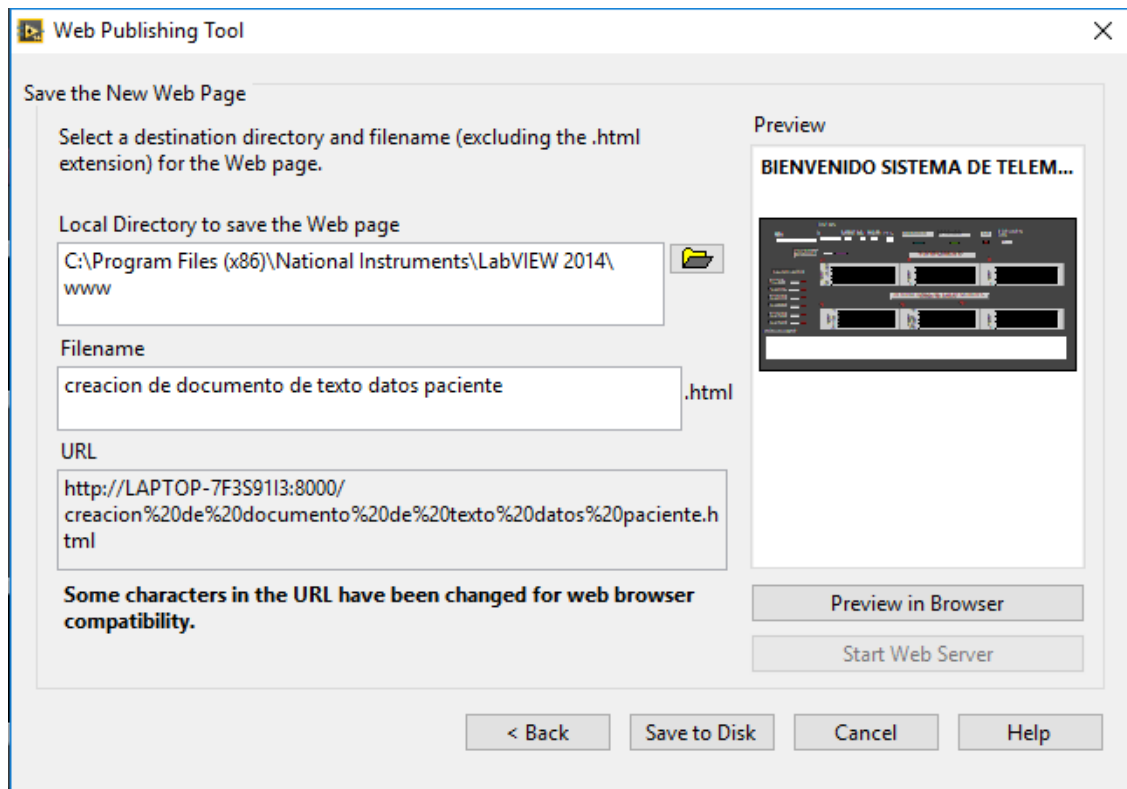 Web Publishing Tool
Save the New Web Page
Select a destination directory and filename (excluding the .html
extension) for the Web page.
Local Directory to save the Web page
C:\Program Files (x86)\National Instruments\LabVIEW 2014\
www
Filename
creacion de documento de texto datos paciente
.html
URL
http://LAPTOP-7F3S91I3:8000/
creacion%20de%20documento%20de%20texto%20datos%20paciente.h
tml
Some characters in the URL have been changed for web browser
compatibility.
Preview
BIENVENIDO SISTEMA DE TELEM...
Preview in Browser
Start Web Server
< Back
Save to Disk
Cancel
Help